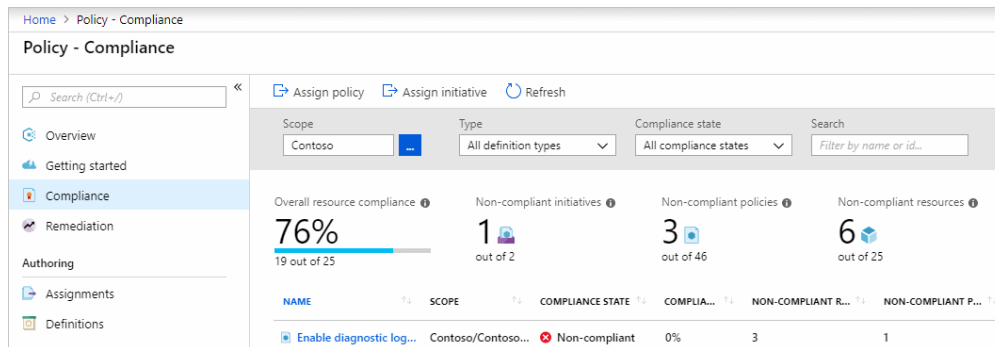 Home > Policy - Compliance
Policy - Compliance
Search (Ctrl+/)
«
Overview
Getting started
Compliance
Remediation
Authoring
Assignments
Definitions
Assign policy Assign initiative Refresh
Scope Type Compliance state Search
Contoso ... All definition types All compliance states Filter by name or id...
Overall resource compliance Non-compliant initiatives Non-compliant policies Non-compliant resources
76% 1 3 6
19 out of 25 out of 2 out of 46 out of 25
NAME SCOPE COMPLIANCE STATE COMPLIA... NON-COMPLIANT R... NON-COMPLIANT P...
Enable diagnostic log... Contoso/Contoso... Non-compliant 0% 3 1